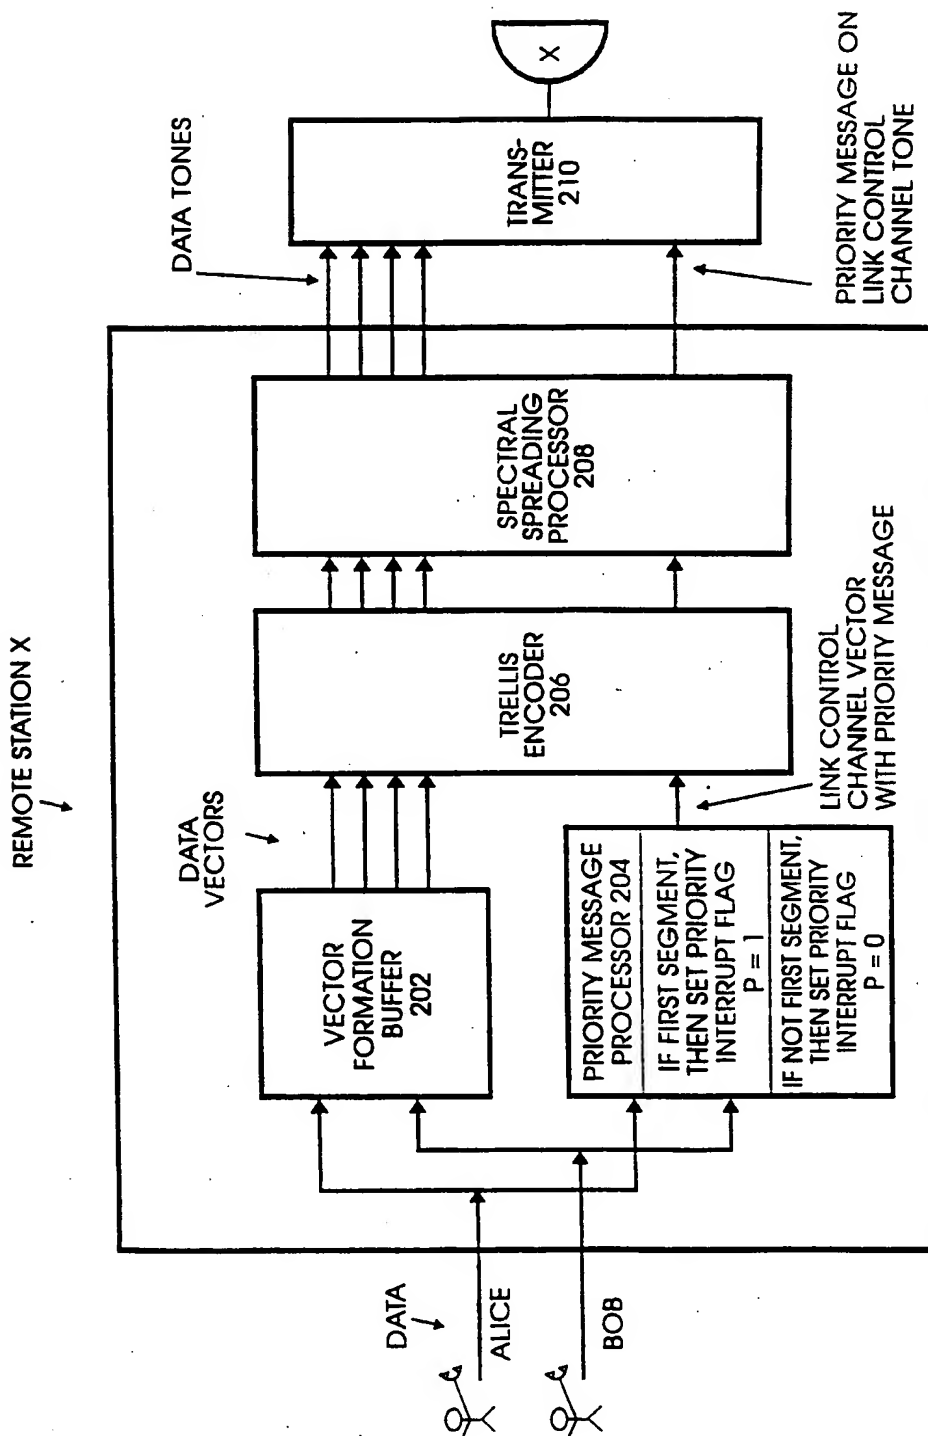 REMOTE STATION X
DATA
ALICE
BOB
VECTOR
FORMATION
BUFFER
202
PRIORITY MESSAGE
PROCESSOR 204
IF FIRST SEGMENT,
THEN SET PRIORITY
INTERRUPT FLAG
P = 1
IF NOT FIRST SEGMENT,
THEN SET PRIORITY
INTERRUPT FLAG
P = 0
DATA
VECTORS
LINK CONTROL
CHANNEL VECTOR
WITH PRIORITY MESSAGE
TRELLIS
ENCODER
206
SPECTRAL
SPREADING
PROCESSOR
208
DATA TONES
PRIORITY MESSAGE ON
LINK CONTROL
CHANNEL TONE
TRANS-
MITTER
210
X